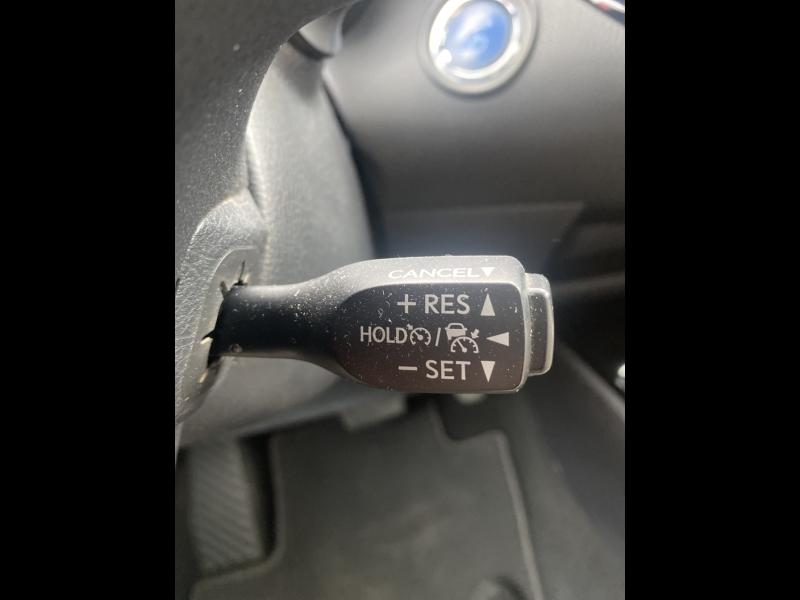 CANCEL▼
+ RES ▲
HOLD / ◀
− SET ▼